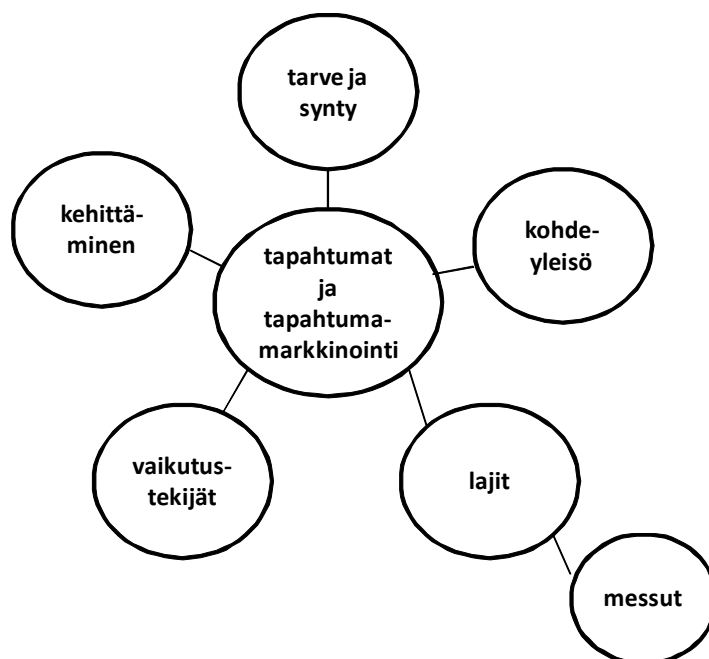 tarve ja
synty
kehittä-
minen
kohde-
yleisö
tapahtumat
ja
tapahtuma-
markkinointi
vaikutus-
tekijät
lajit
messut